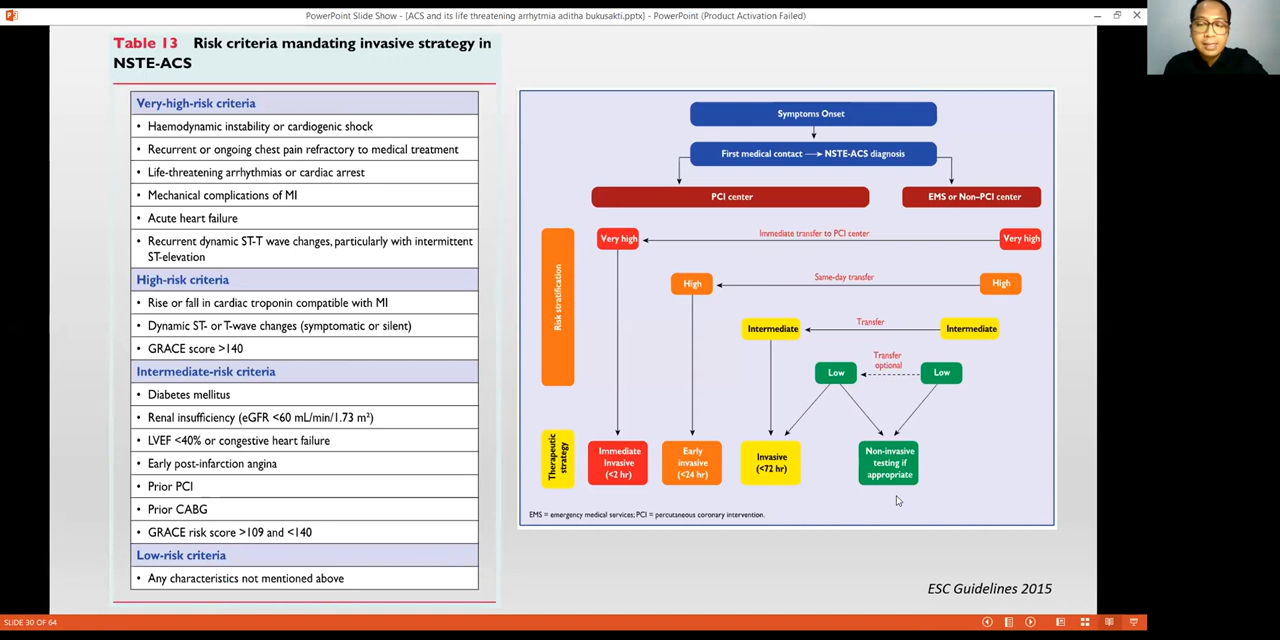 PowerPoint Slide Show - [ACS and its life threatening arrhytmia aditha bukusakti.pptx] - PowerPoint (Product Activation Failed)
Table 13 Risk criteria mandating invasive strategy in
NSTE-ACS
Very-high-risk criteria
• Haemodynamic instability or cardiogenic shock
• Recurrent or ongoing chest pain refractory to medical treatment
• Life-threatening arrhythmias or cardiac arrest
• Mechanical complications of MI
• Acute heart failure
• Recurrent dynamic ST-T wave changes, particularly with intermittent
ST-elevation
High-risk criteria
• Rise or fall in cardiac troponin compatible with MI
• Dynamic ST- or T-wave changes (symptomatic or silent)
• GRACE score >140
Intermediate-risk criteria
• Diabetes mellitus
• Renal insufficiency (eGFR <60 mL/min/1.73 m²)
• LVEF <40% or congestive heart failure
• Early post-infarction angina
• Prior PCI
• Prior CABG
• GRACE risk score >109 and <140
Low-risk criteria
• Any characteristics not mentioned above
Symptoms Onset
First medical contact → NSTE-ACS diagnosis
PCI center
EMS or Non–PCI center
Risk stratification
Very high
Immediate transfer to PCI center
Very high
High
Same-day transfer
High
Intermediate
Transfer
Intermediate
Low
Transfer
optional
Low
Therapeutic
strategy
Immediate
Invasive
(<2 hr)
Early
invasive
(<24 hr)
Invasive
(<72 hr)
Non-invasive
testing if
appropriate
EMS = emergency medical services; PCI = percutaneous coronary intervention.
ESC Guidelines 2015
SLIDE 30 OF 64